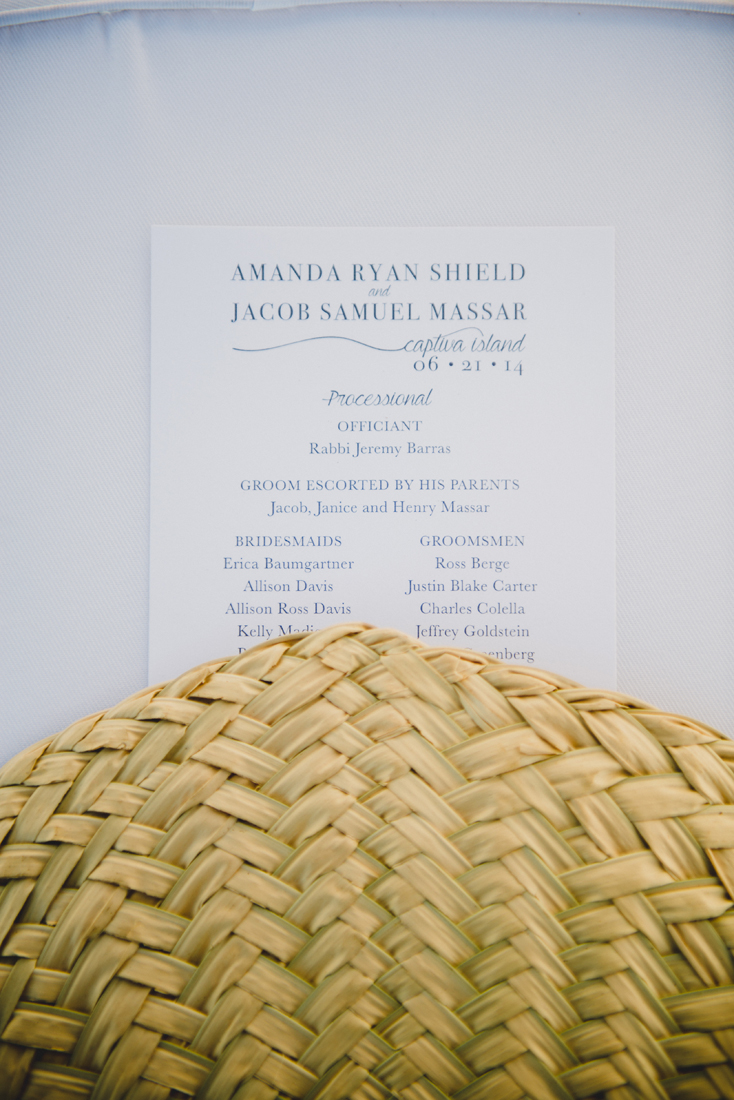 AMANDA RYAN SHIELD
and
JACOB SAMUEL MASSAR
captiva island
06 • 21 • 14
Processional
OFFICIANT
Rabbi Jeremy Barras
GROOM ESCORTED BY HIS PARENTS
Jacob, Janice and Henry Massar
BRIDESMAIDS
Erica Baumgartner
Allison Davis
Allison Ross Davis
Kelly
GROOMSMEN
Ross Berge
Justin Blake Carter
Charles Colella
Jeffrey Goldstein